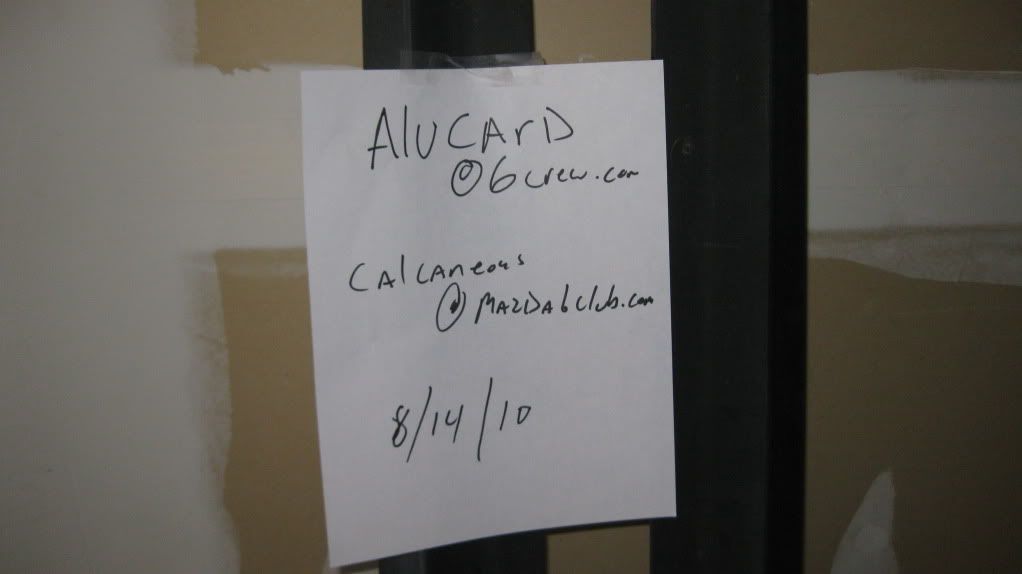 AluCArD
@6crew.com
CAlCAneous
@MAZDA6Club.com
8/14/10